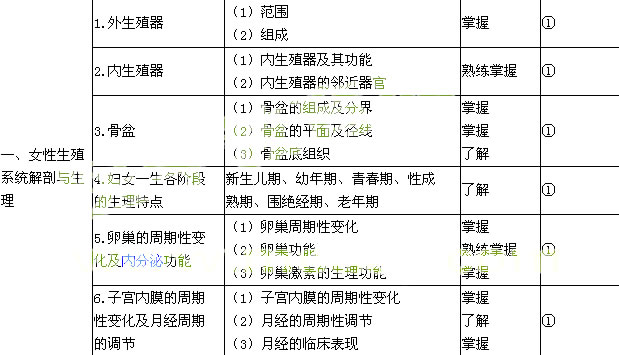 1.外生殖器
（1）范围
（2）组成
掌握
①
2.内生殖器
（1）内生殖器及其功能
（2）内生殖器的邻近器官
熟练掌握
①
3.骨盆
（1）骨盆的组成及分界
（2）骨盆的平面及径线
（3）骨盆底组织
掌握
掌握
了解
①
一、女性生殖
系统解剖与生
理
4.妇女一生各阶段
的生理特点
新生儿期、幼年期、青春期、性成
熟期、围绝经期、老年期
了解
①
5.卵巢的周期性变
化及内分泌功能
（1）卵巢周期性变化
（2）卵巢功能
（3）卵巢激素的生理功能
掌握
熟练掌握
掌握
①
6.子宫内膜的周期
性变化及月经周期
的调节
（1）子宫内膜的周期性变化
（2）月经的周期性调节
（3）月经的临床表现
掌握
了解
掌握
①